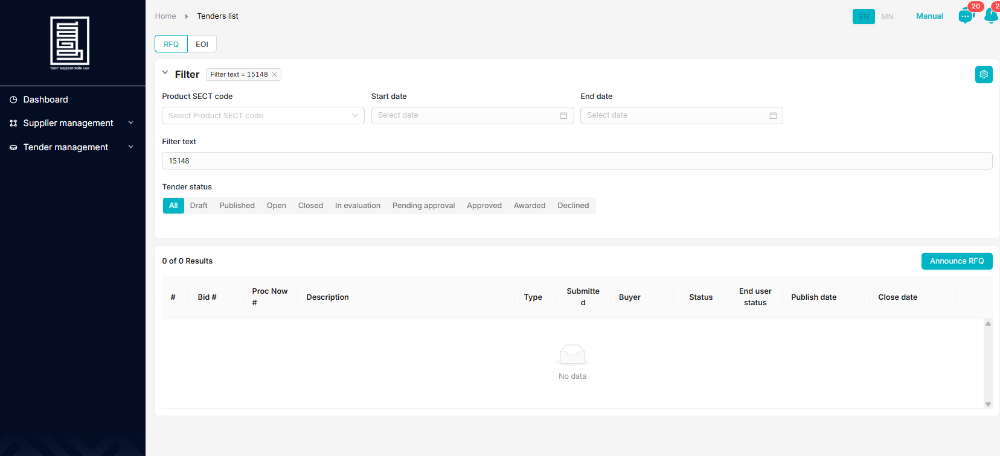 "ОЮУ" МЭДЭЭЛЛИЙН САН
Dashboard
Supplier management
Tender management
Home
Tenders list
EN
MN
Manual
20
2
RFQ
EOI
Filter
Filter text = 15148
Product SECT code
Start date
End date
Select Product SECT code
Select date
Select date
Filter text
15148
Tender status
All
Draft
Published
Open
Closed
In evaluation
Pending approval
Approved
Awarded
Declined
0 of 0 Results
Announce RFQ
#
Bid #
Proc Now
#
Description
Type
Submitte
d
Buyer
Status
End user
status
Publish date
Close date
No data